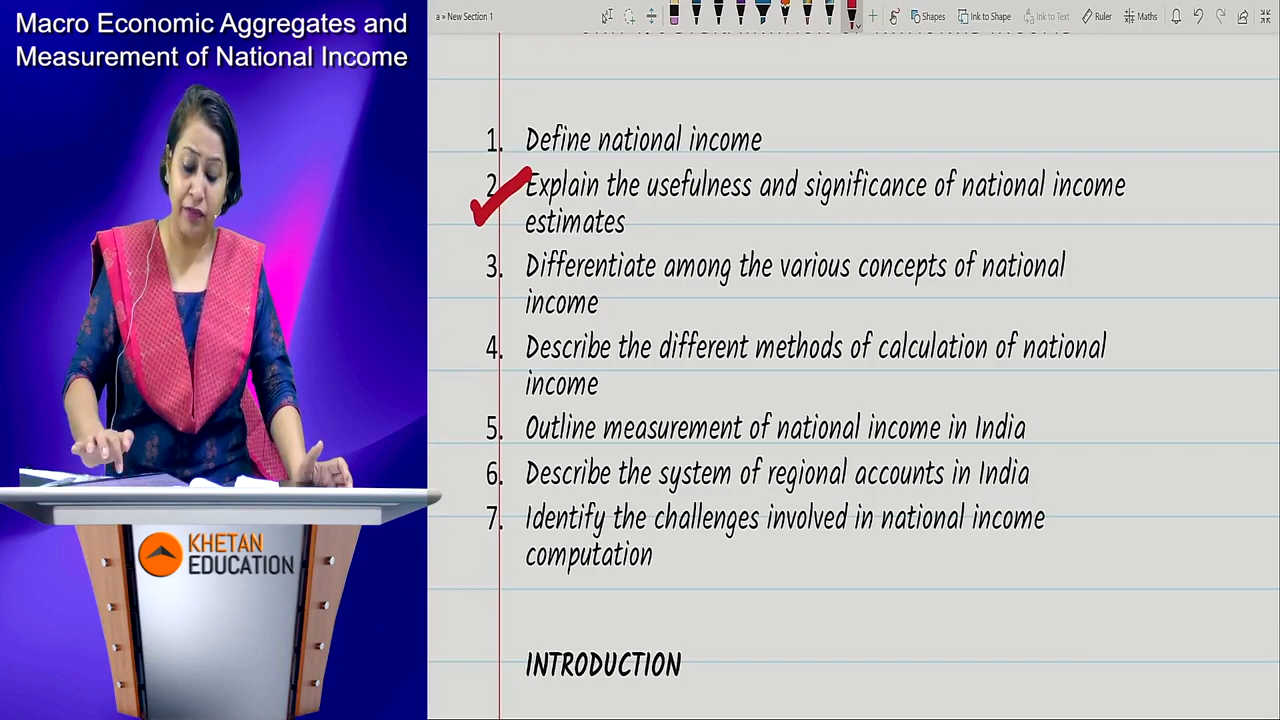 Macro Economic Aggregates and
Measurement of National Income
a » New Section 1
Shapes
Ink to Shape
Ink to Text
Ruler
Maths
1. Define national income
2. Explain the usefulness and significance of national income
estimates
3. Differentiate among the various concepts of national
income
4. Describe the different methods of calculation of national
income
5. Outline measurement of national income in India
6. Describe the system of regional accounts in India
7. Identify the challenges involved in national income
computation
INTRODUCTION
KHETAN
EDUCATION